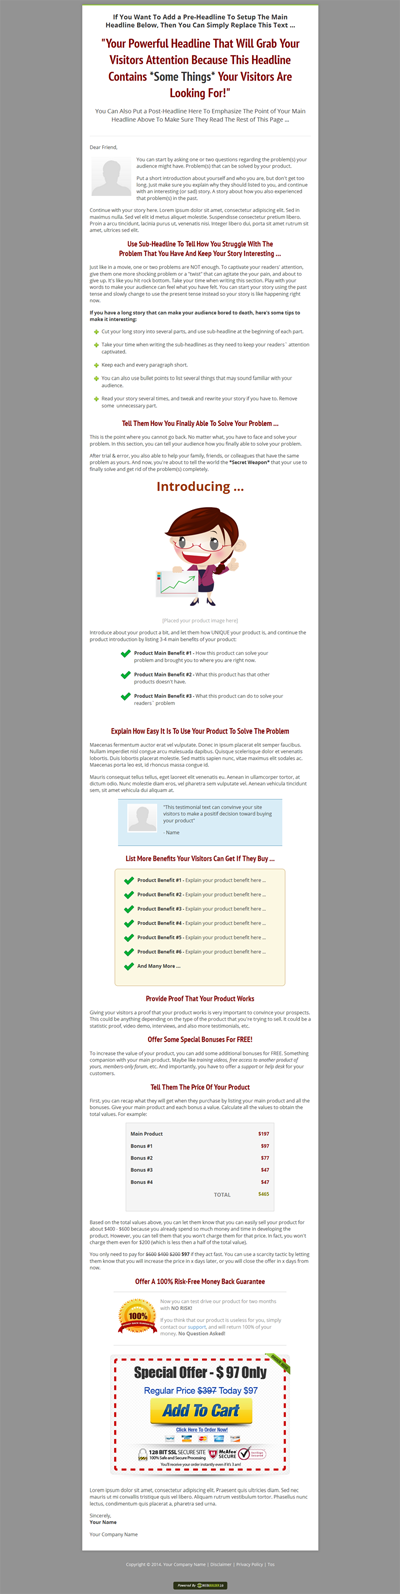 If You Want To Add a Pre-Headline To Setup The Main
Headline Below, Then You Can Simply Replace This Text ...
"Your Powerful Headline That Will Grab Your
Visitors Attention Because This Headline
Contains *Some Things* Your Visitors Are
Looking For!"
You Can Also Put a Post-Headline Here To Emphasize The Point of Your Main
Headline Above To Make Sure They Read The Rest of This Page ...
Dear Friend,
You can start by asking one or two questions regarding the problem(s) your
audience might have. Problem(s) that can be solved by your product.
Put a short introduction about yourself and who you are, but don't get too
long. Just make sure you explain why they should listed to you, and continue
with an interesting (or sad) story. A story about how you also experienced
that problem(s) in the past.
Continue with your story here. Lorem ipsum dolor sit amet, consectetur adipiscing elit. Sed in
maximus nulla. Sed vel elit id metus aliquet molestie. Suspendisse consectetur pretium libero.
Proin a arcu tincidunt, lacinia purus ut, venenatis nisl. Integer libero dui, porta sit amet rutrum sit
amet, ultrices sed elit.
Use Sub-Headline To Tell How You Struggle With The
Problem That You Have And Keep Your Story Interesting ...
Just like in a movie, one or two problems are NOT enough. To captivate your readers' attention,
give them one more shocking problem or a "twist" that can agitate the your pain, and about to
give up. It's like you hit rock bottom. Take your time when writing this section. Play with your
words to make your audience can feel what you have felt. You can start your story using the past
tense and slowly change to use the present tense instead so your story is like happening right
now.
If you have a long story that can make your audience bored to death, here's some tips to
make it interesting:
Cut your long story into several parts, and use sub-headline at the beginning of each part.
Take your time when writing the sub-headlines as they need to keep your readers` attention
captivated.
Keep each and every paragraph short.
You can also use bullet points to list several things that may sound familiar with your
audience.
Read your story several times, and tweak and rewrite your story if you have to. Remove
some unnecessary part.
Tell Them How You Finally Able To Solve Your Problem ...
This is the point where you cannot go back. No matter what, you have to face and solve your
problem. In this section, you can tell your audience how you finally able to solve your problem.
After trial & error, you also able to help your family, friends, or colleagues that have the same
problem as yours. And now, you're about to tell the world the *Secret Weapon* that your use to
finally solve and get rid of the problem(s) completely.
Introducing ...
[Placed your product image here]
Introduce about your product a bit, and let them how UNIQUE your product is, and continue the
product introduction by listing 3-4 main benefits of your product:
Product Main Benefit #1 - How this product can solve your
problem and brought you to where you are right now.
Product Main Benefit #2 - What this product has that other
products doesn't have.
Product Main Benefit #3 - What this product can do to solve your
readers` problem
Explain How Easy It Is To Use Your Product To Solve The Problem
Maecenas fermentum auctor erat vel vulputate. Donec in ipsum placerat elit semper faucibus.
Nullam imperdiet nisl congue arcu malesuada dapibus. Quisque scelerisque dolor et venenatis
lobortis. Duis lobortis placerat molestie. Sed mattis sapien nunc, vitae maximus elit sodales ac.
Maecenas porta leo est, id rhoncus massa congue id.
Mauris consequat tellus tellus, eget laoreet elit venenatis eu. Aenean in ullamcorper tortor, at
dictum odio. Nunc molestie diam eros, vel pharetra sem vulputate vel. Aenean vehicula tincidunt
sem, sit amet vehicula dui aliquam at.
"This testimonial text can convinve your site
visitors to make a positif decision toward buying
your product"
- Name
List More Benefits Your Visitors Can Get If They Buy ...
Product Benefit #1 - Explain your product benefit here ...
Product Benefit #2 - Explain your product benefit here ...
Product Benefit #3 - Explain your product benefit here ...
Product Benefit #4 - Explain your product benefit here ...
Product Benefit #5 - Explain your product benefit here ...
Product Benefit #6 - Explain your product benefit here ...
And Many More ...
Provide Proof That Your Product Works
Giving your visitors a proof that your product works is very important to convince your prospects.
This could be anything depending on the type of the product that you're trying to sell. It could be a
statistic proof, video demo, interviews, and also more testimonials, etc.
Offer Some Special Bonuses For FREE!
To increase the value of your product, you can add some additional bonuses for FREE. Something
companion with your main product. Maybe like training videos, free access to another product of
yours, members-only forum, etc. And importantly, you have to offer a support or help desk for your
customers.
Tell Them The Price Of Your Product
First, you can recap what they will get when they purchase by listing your main product and all the
bonuses. Give your main product and each bonus a value. Calculate all the values to obtain the
total values. For example:
Main Product $197
Bonus #1 $97
Bonus #2 $77
Bonus #3 $47
Bonus #4 $47
TOTAL $465
Based on the total values above, you can let them know that you can easily sell your product for
about $400 - $600 because you already spend so much money and time in developing the
product. However, you can tell them that you won't charge them for that price. In fact, you won't
charge them even for $200 (which is less then a half of the total value).
You only need to pay for $600 $400 $200 $97 if they act fast. You can use a scarcity tactic by letting
them know that you will increase the price in x days later, or you will close the offer in x days from
now.
Offer A 100% Risk-Free Money Back Guarantee
100%
Now you can test drive our product for two months
with NO RISK!
If you think that our product is useless for you, simply
contact our support, and will return 100% of your
money. No Question Asked!
Special Offer - $ 97 Only
Regular Price $397 Today $97
Add To Cart
Click Here To Order Now!
128 BIT SSL SECURE SITE
100% Safe and Secure Processing
McAfee
SECURE
You'll receive your order instantly even if it's 3 am!
Lorem ipsum dolor sit amet, consectetur adipiscing elit. Praesent quis ultricies diam. Sed nec
mauris ut mi convallis tristique quis vel libero. Aliquam rutrum vestibulum tortor. Phasellus nunc
lectus, condimentum quis placerat a, pharetra sed urna.
Sincerely,
Your Name
Your Company Name
Copyright © 2014. Your Company Name | Disclaimer | Privacy Policy | Tos
Powered By